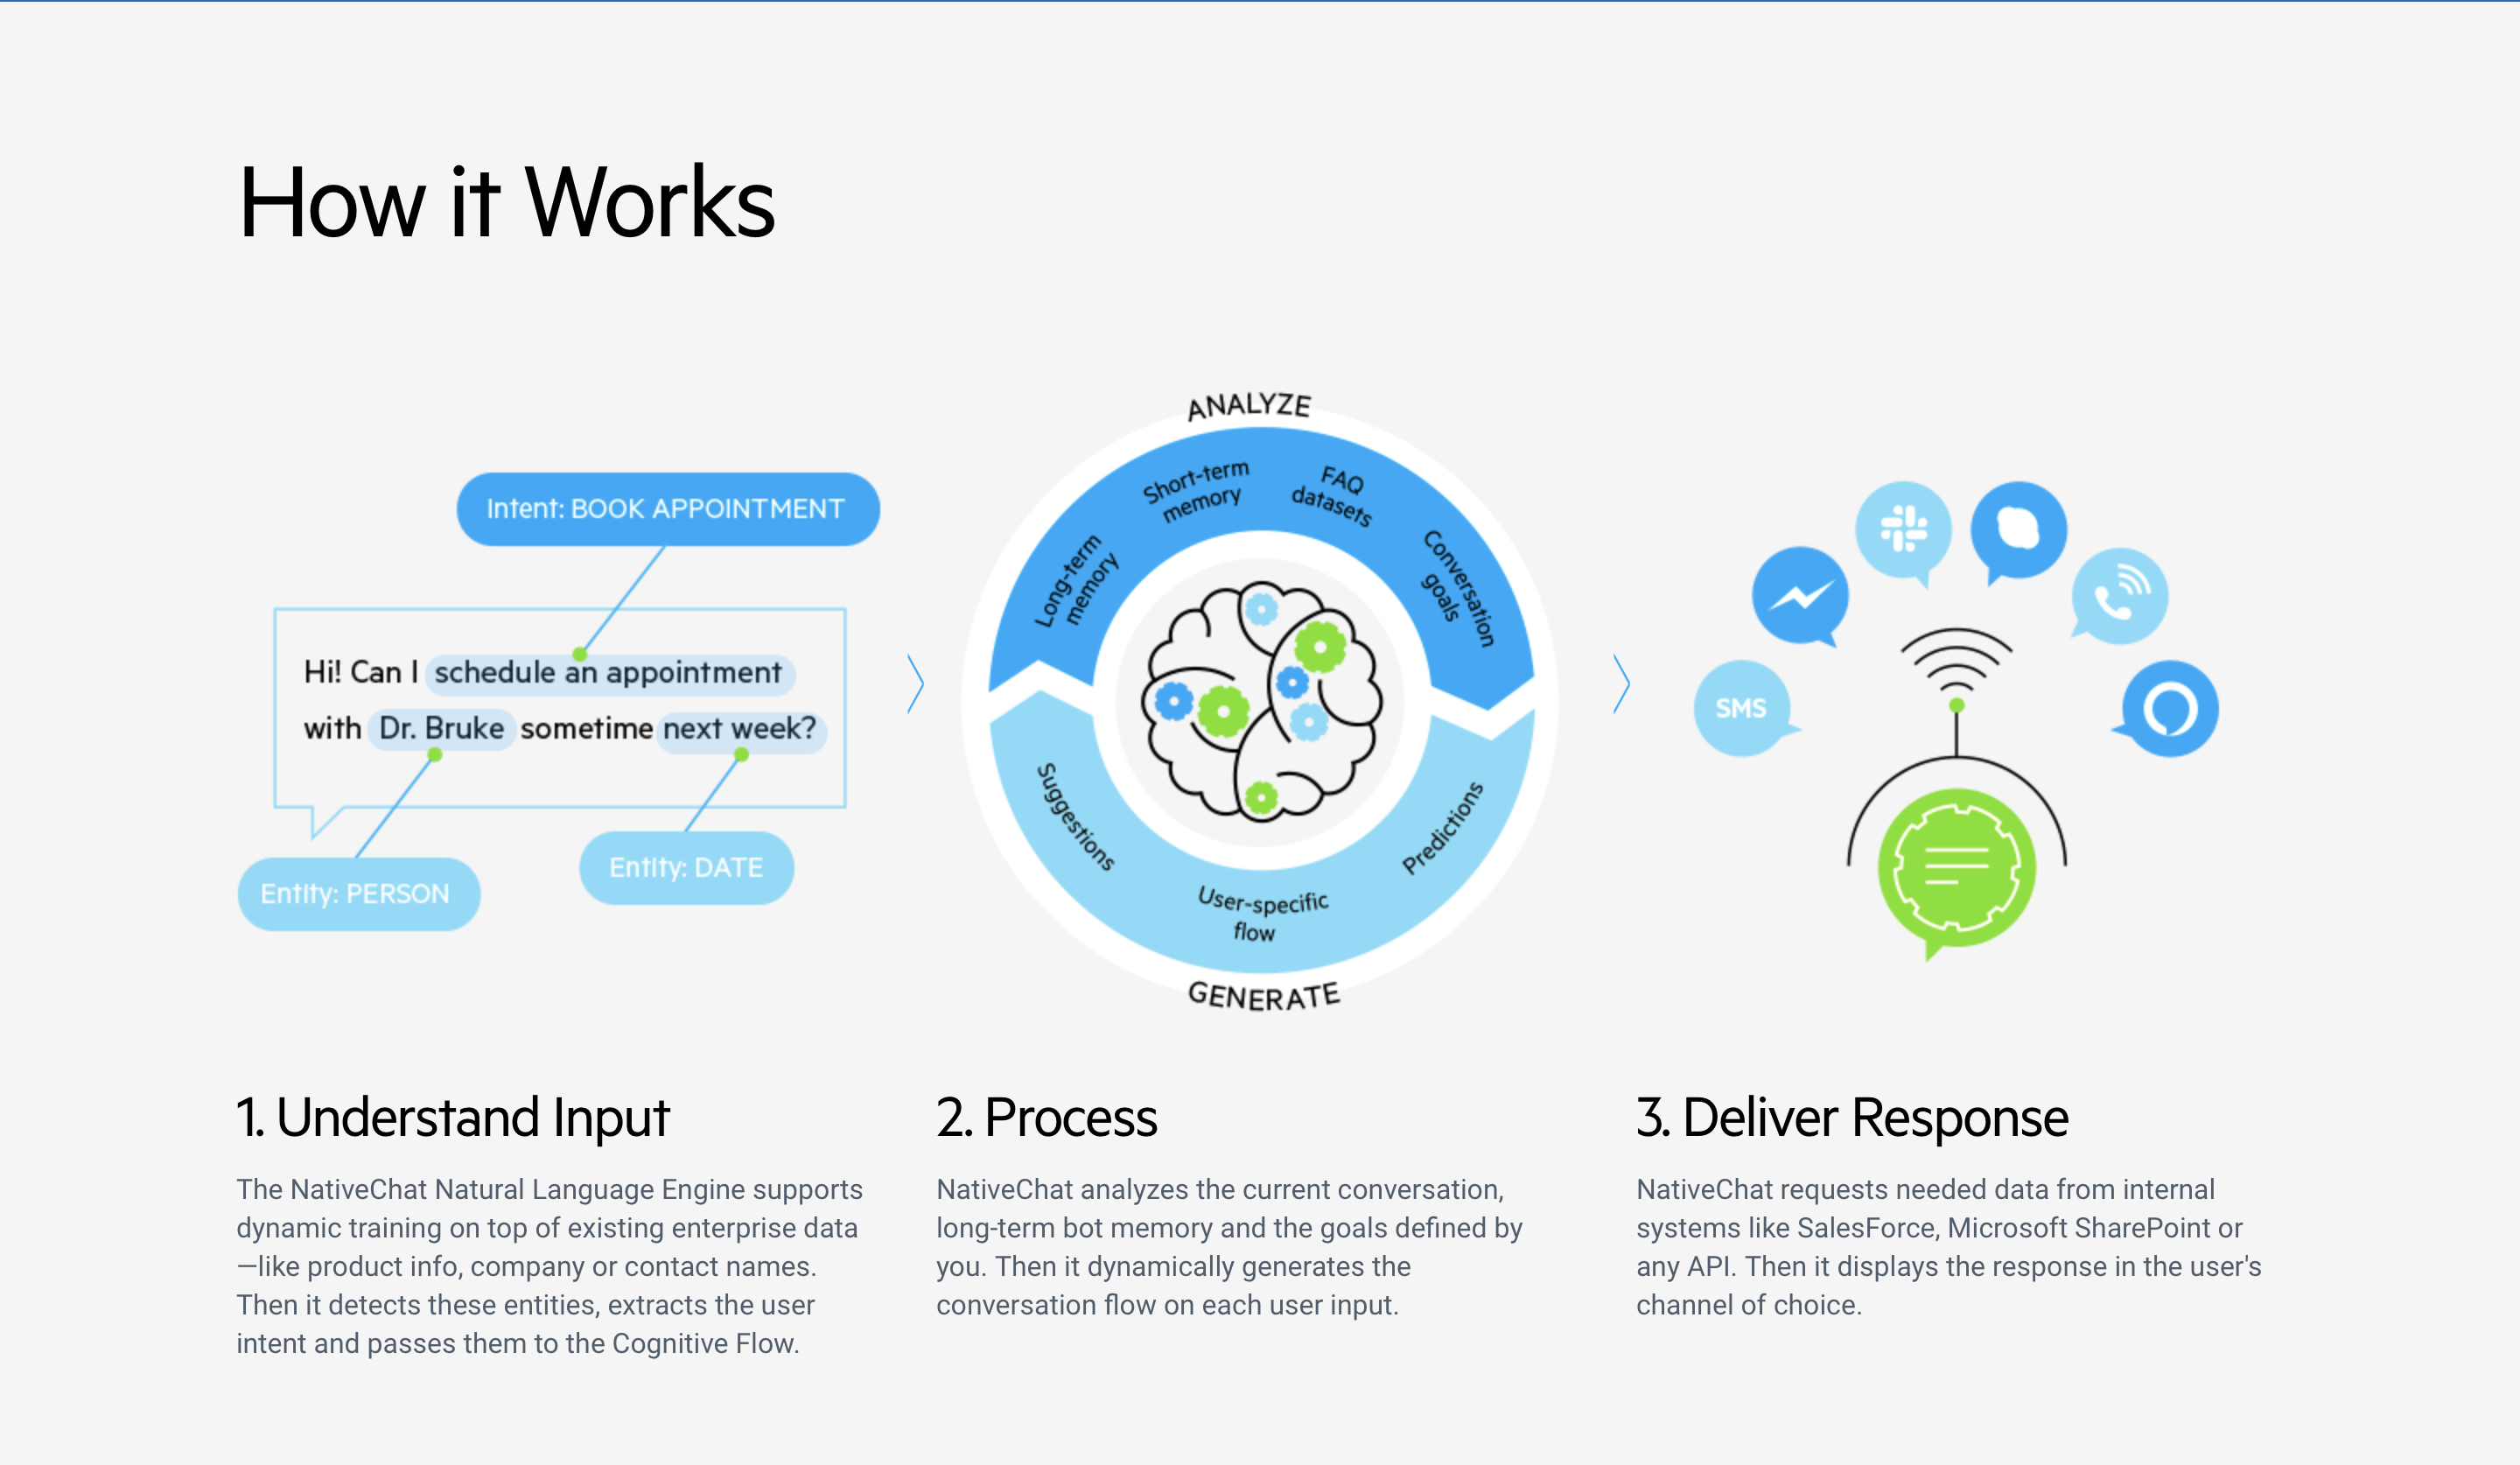 How it Works
Intent: BOOK APPOINTMENT
Hi! Can I schedule an appointment
with Dr. Bruke sometime next week?
Entity: PERSON
Entity: DATE
ANALYZE
Long-term
memory
Short-term
memory
FAQ
datasets
Conversation
goals
Suggestions
User-specific
flow
Predictions
GENERATE
SMS
1. Understand Input
The NativeChat Natural Language Engine supports
dynamic training on top of existing enterprise data
—like product info, company or contact names.
Then it detects these entities, extracts the user
intent and passes them to the Cognitive Flow.
2. Process
NativeChat analyzes the current conversation,
long-term bot memory and the goals defined by
you. Then it dynamically generates the
conversation flow on each user input.
3. Deliver Response
NativeChat requests needed data from internal
systems like SalesForce, Microsoft SharePoint or
any API. Then it displays the response in the user's
channel of choice.